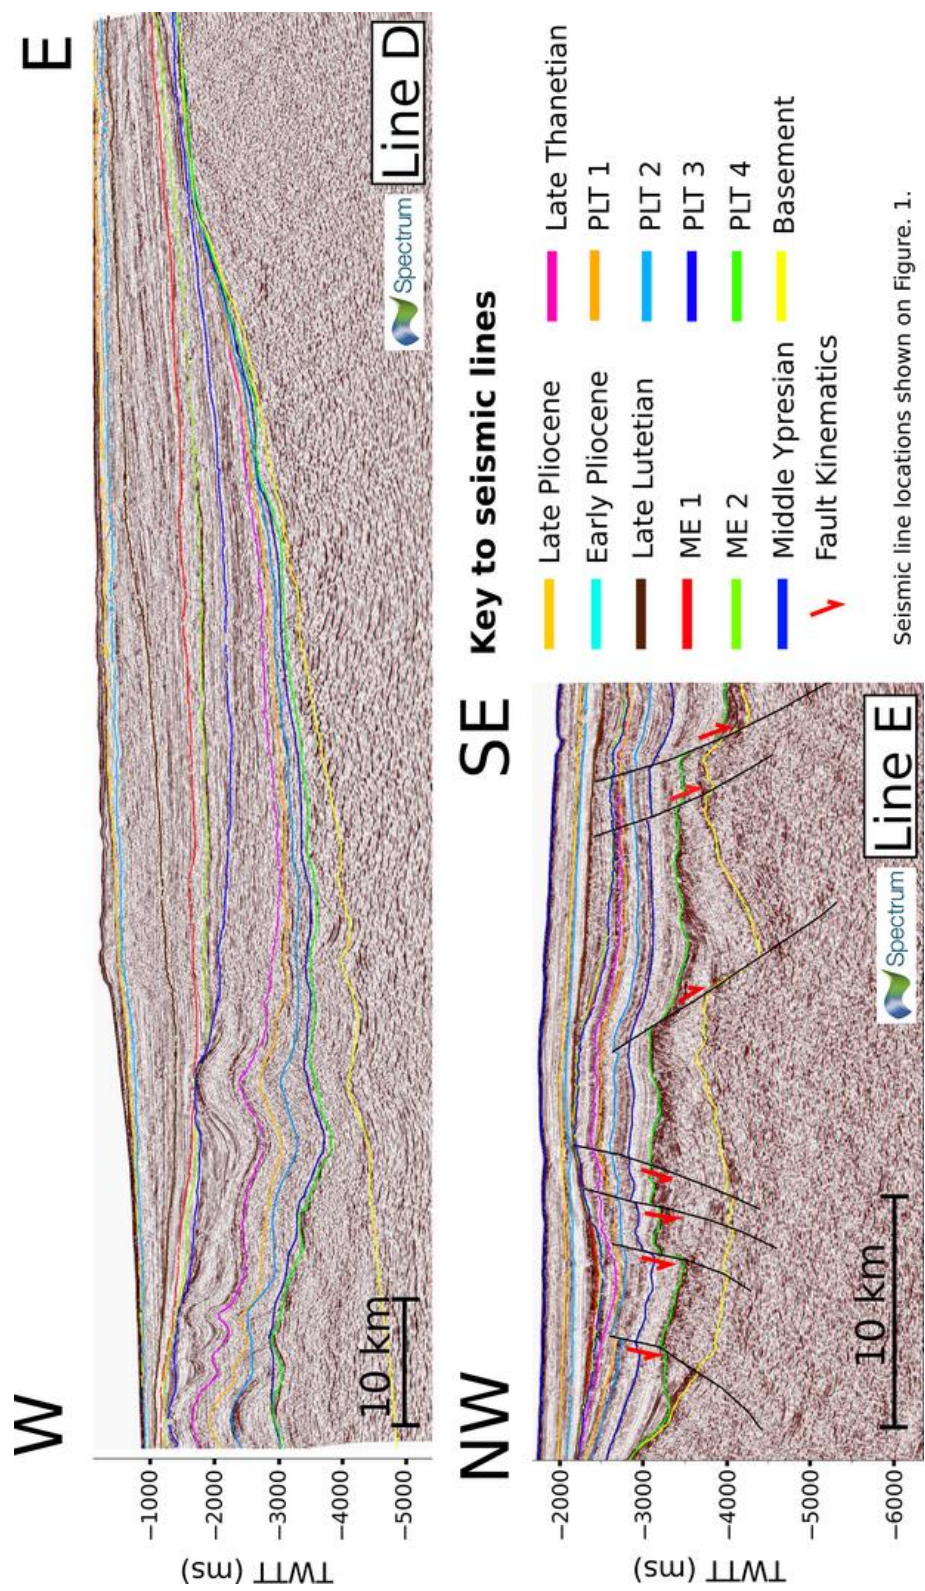 W
E
TWTT (ms)
−1000
−2000
−3000
−4000
−5000
10 km
Spectrum
Line D
NW
SE
TWTT (ms)
−2000
−3000
−4000
−5000
−6000
10 km
Spectrum
Line E
Key to seismic lines
Late Pliocene
Early Pliocene
Late Lutetian
ME 1
ME 2
Middle Ypresian
Fault Kinematics
Late Thanetian
PLT 1
PLT 2
PLT 3
PLT 4
Basement
Seismic line locations shown on Figure. 1.